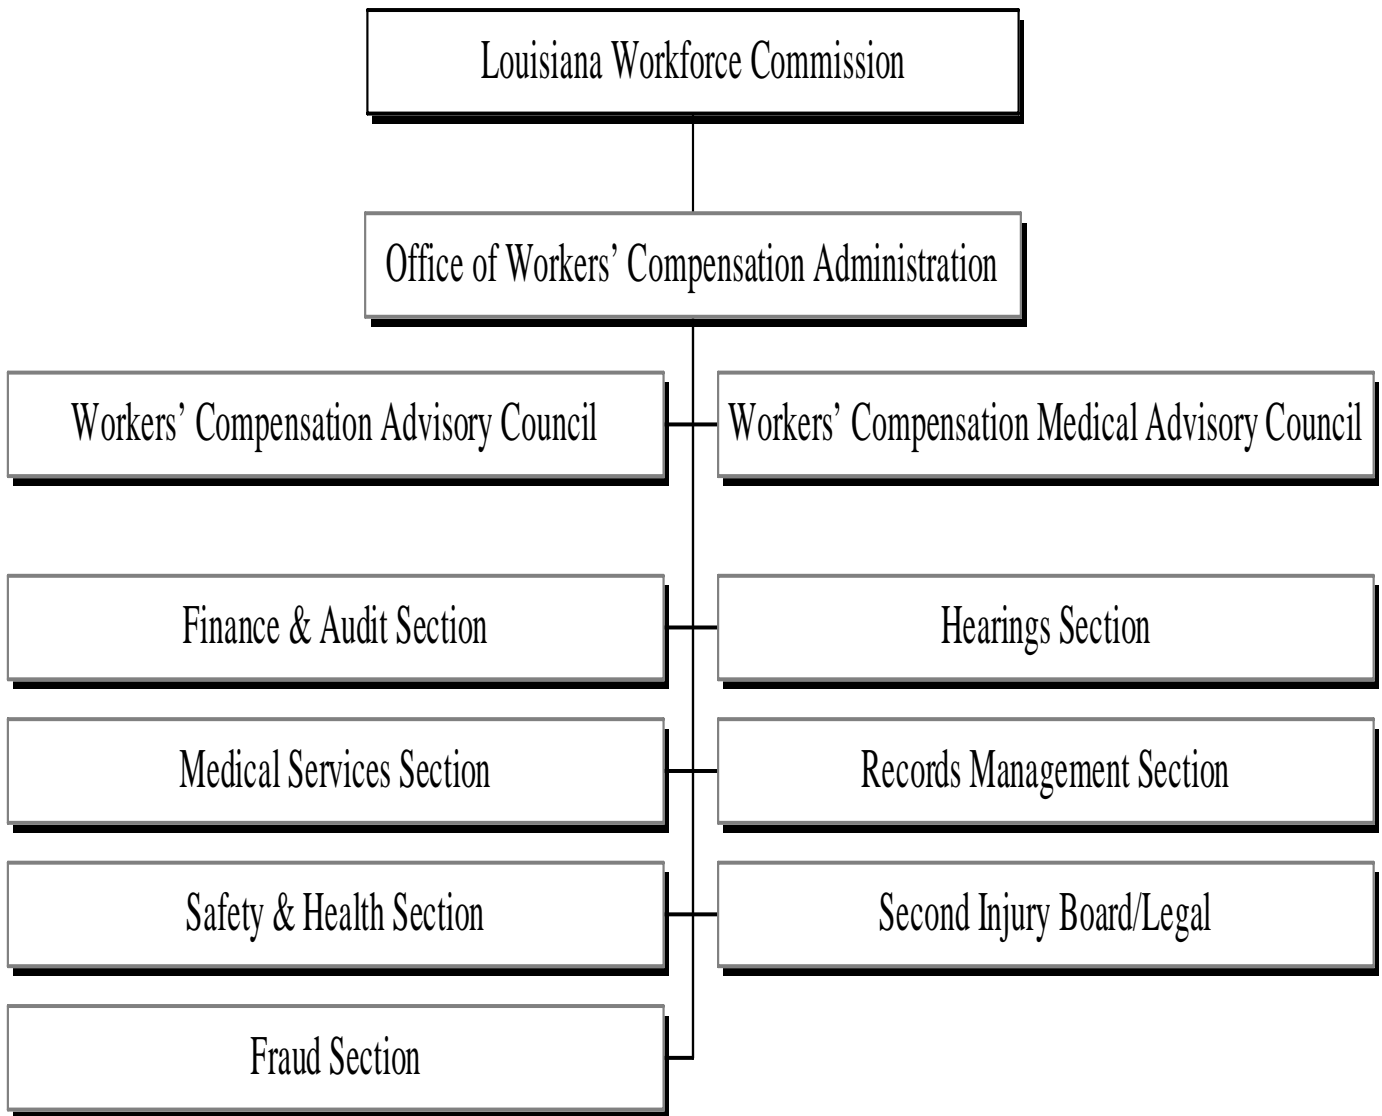 Louisiana Workforce Commission
Office of Workers’ Compensation Administration
Workers’ Compensation Advisory Council
Workers’ Compensation Medical Advisory Council
Finance & Audit Section
Hearings Section
Medical Services Section
Records Management Section
Safety & Health Section
Second Injury Board/Legal
Fraud Section